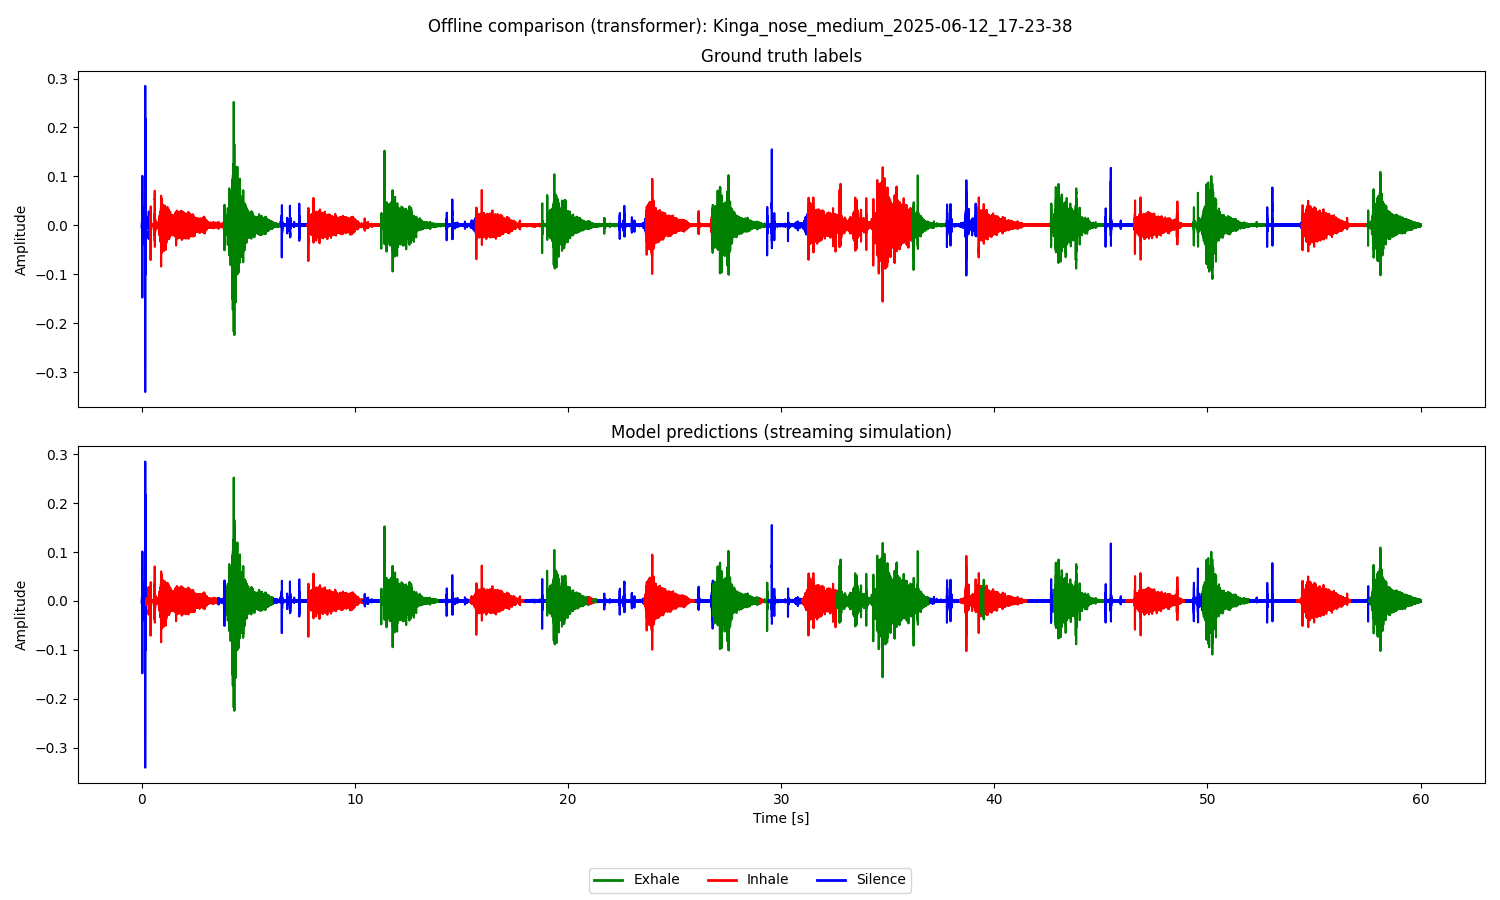 Offline comparison (transformer): Kinga_nose_medium_2025-06-12_17-23-38
Ground truth labels
0.3
0.2
0.1
0.0
−0.1
−0.2
−0.3
Amplitude
Model predictions (streaming simulation)
0.3
0.2
0.1
0.0
−0.1
−0.2
−0.3
Amplitude
0 10 20 30 40 50 60
Time [s]
Exhale Inhale Silence